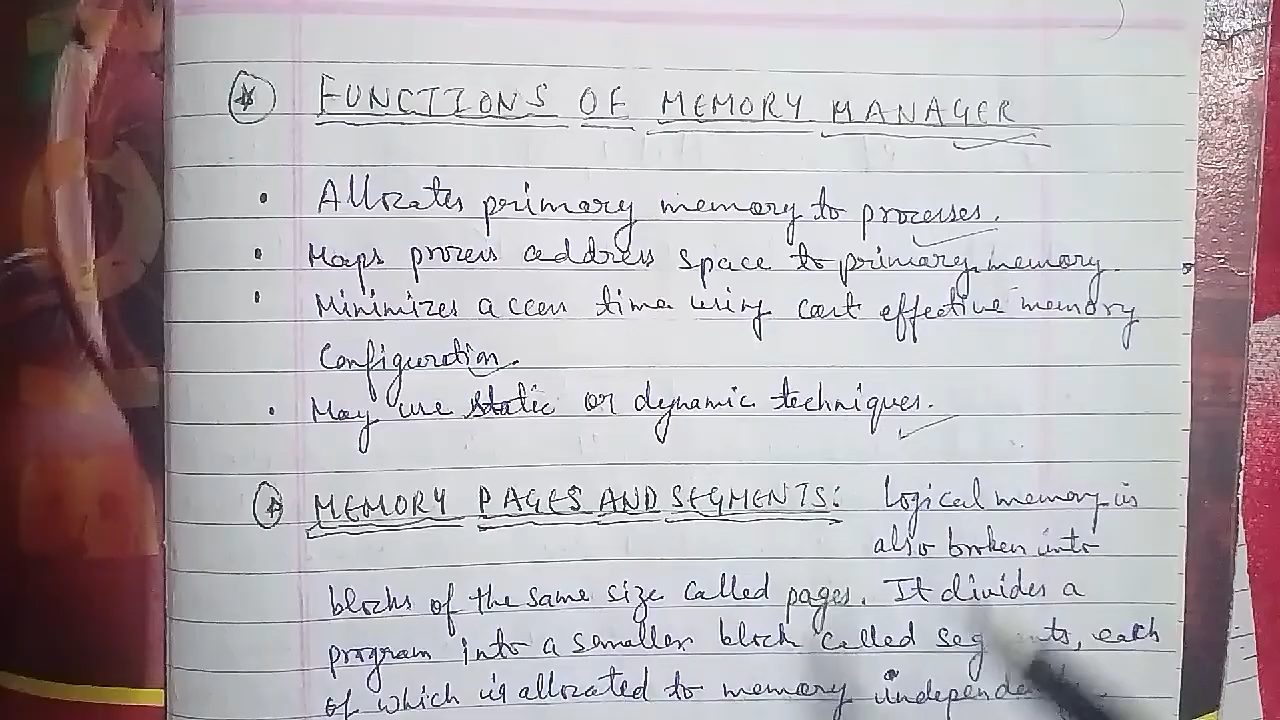 FUNCTIONS OF MEMORY MANAGER
• Allocates primary memory to processes.
• Maps process address space to primary memory.
• Minimizes access time using cost effective memory
configuration.
• May use static or dynamic techniques.
MEMORY PAGES AND SEGMENTS: Logical memory is
also broken into
blocks of the same size called pages. It divides a
program into a smaller block called each
of which is allocated to memory